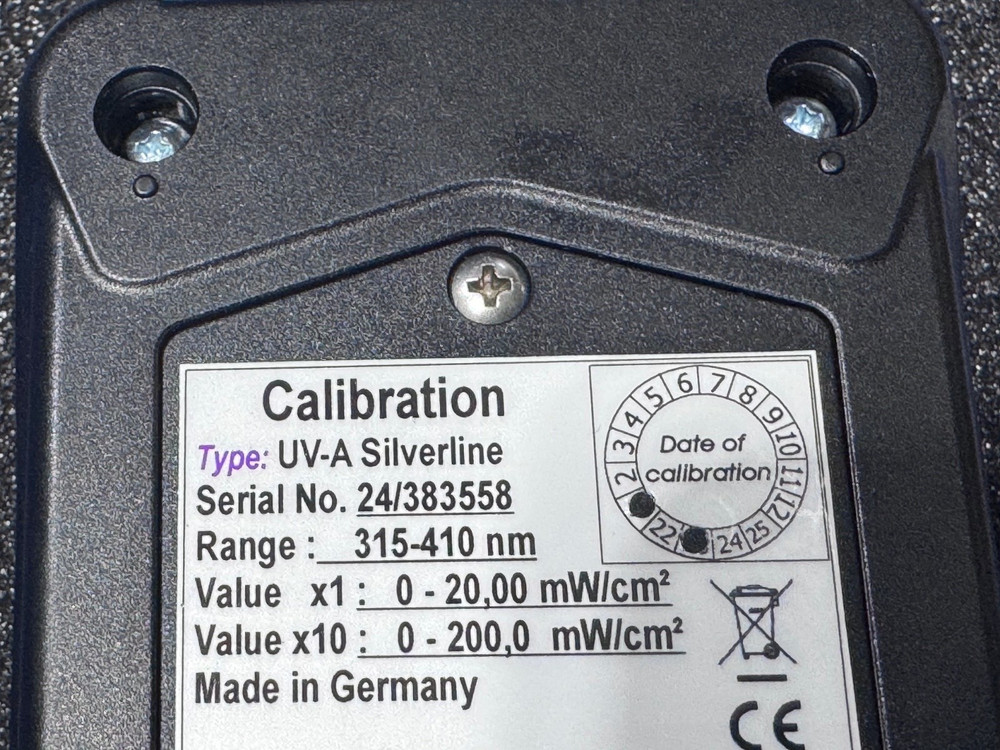 Calibration
Type: UV-A Silverline
Serial No. 24/383558
Range : 315-410 nm
Value x1 : 0 - 20,00 mW/cm²
Value x10 : 0 - 200,0 mW/cm²
Made in Germany
2 3 4 5 6 7 8 9 10 11 12
Date of
calibration
22 24 25
CE